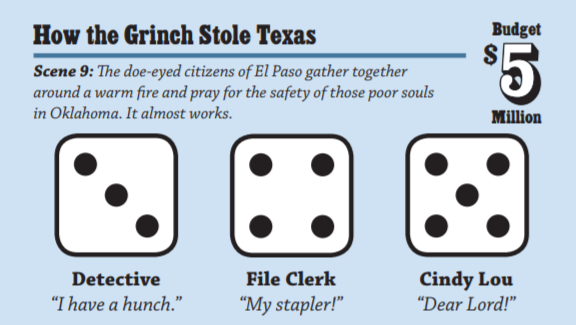 How the Grinch Stole Texas
Budget
$5
Million
Scene 9: The doe-eyed citizens of El Paso gather together
around a warm fire and pray for the safety of those poor souls
in Oklahoma. It almost works.
Detective
"I have a hunch."
File Clerk
"My stapler!"
Cindy Lou
"Dear Lord!"